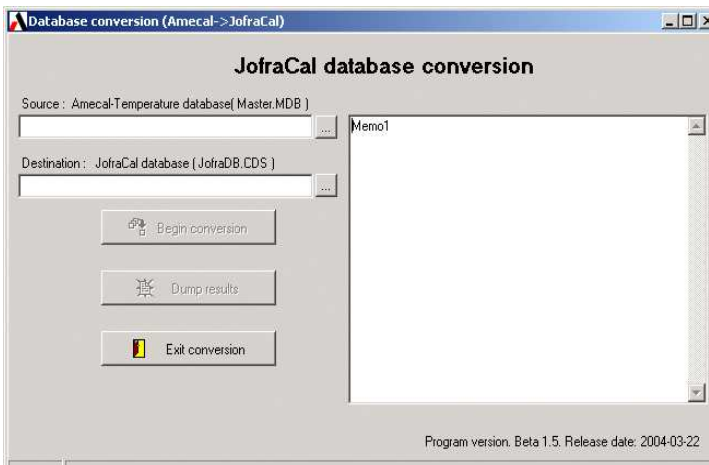 Database conversion (Amecal->JofraCal)
JofraCal database conversion
Source : Amecal-Temperature database( Master.MDB )
...
Memo1
Destination : JofraCal database ( JofraDB.CDS )
...
Begin conversion
Dump results
Exit conversion
Program version. Beta 1.5. Release date: 2004-03-22